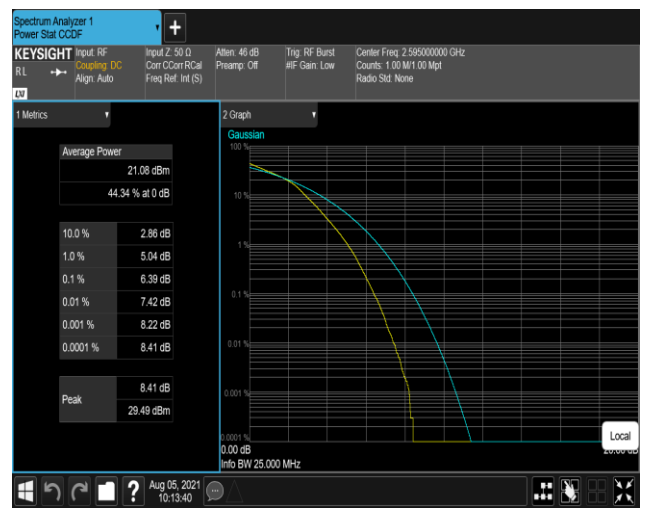 Spectrum Analyzer 1
Power Stat CCDF
KEYSIGHT
RL
Input: RF
Coupling: DC
Align: Auto
Input Z: 50 Ω
Corr CCorr RCal
Freq Ref: Int (S)
Atten: 46 dB
Preamp: Off
Trig: RF Burst
#IF Gain: Low
Center Freq: 2.595000000 GHz
Counts: 1.00 M/1.00 Mpt
Radio Std: None
LXI
1 Metrics
Average Power
21.08 dBm
44.34 % at 0 dB
10.0 % 2.86 dB
1.0 % 5.04 dB
0.1 % 6.39 dB
0.01 % 7.42 dB
0.001 % 8.22 dB
0.0001 % 8.41 dB
Peak
8.41 dB
29.49 dBm
2 Graph
Gaussian
100 %
10 %
1 %
0.1 %
0.01 %
0.001 %
0.0001 %
0.00 dB
Info BW 25.000 MHz
Local
?
Aug 05, 2021
10:13:40